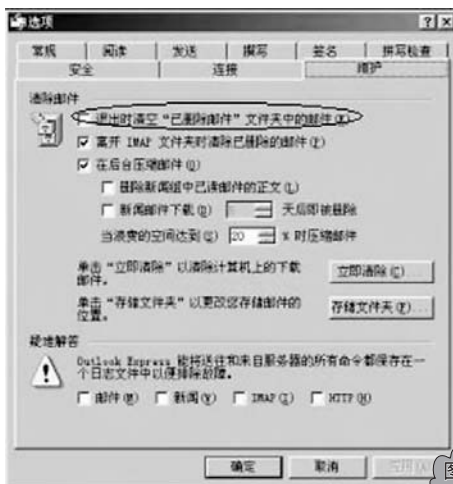 选项
常规 阅读 发送 撰写 签名 拼写检查
安全 连接 维护
清除邮件
退出时清空“已删除邮件”文件夹中的邮件(X)
离开 IMAP 文件夹时清除已删除的邮件(P)
在后台压缩邮件(O)
删除新闻组中已读邮件的正文(L)
新闻邮件下载(D) 天后即被删除
当浪费的空间达到(S) 20 % 时压缩邮件
单击“立即清除”以清除计算机上的下载
邮件。
立即清除(C)...
单击“存储文件夹”以更改您存储邮件的
位置。
存储文件夹(F)...
疑难解答
Outlook Express 能将送往和来自服务器的所有命令都保存在一
个日志文件中以便排除故障。
邮件(M) 新闻(N) IMAP(I) HTTP(H)
确定 取消 应用(A)
图